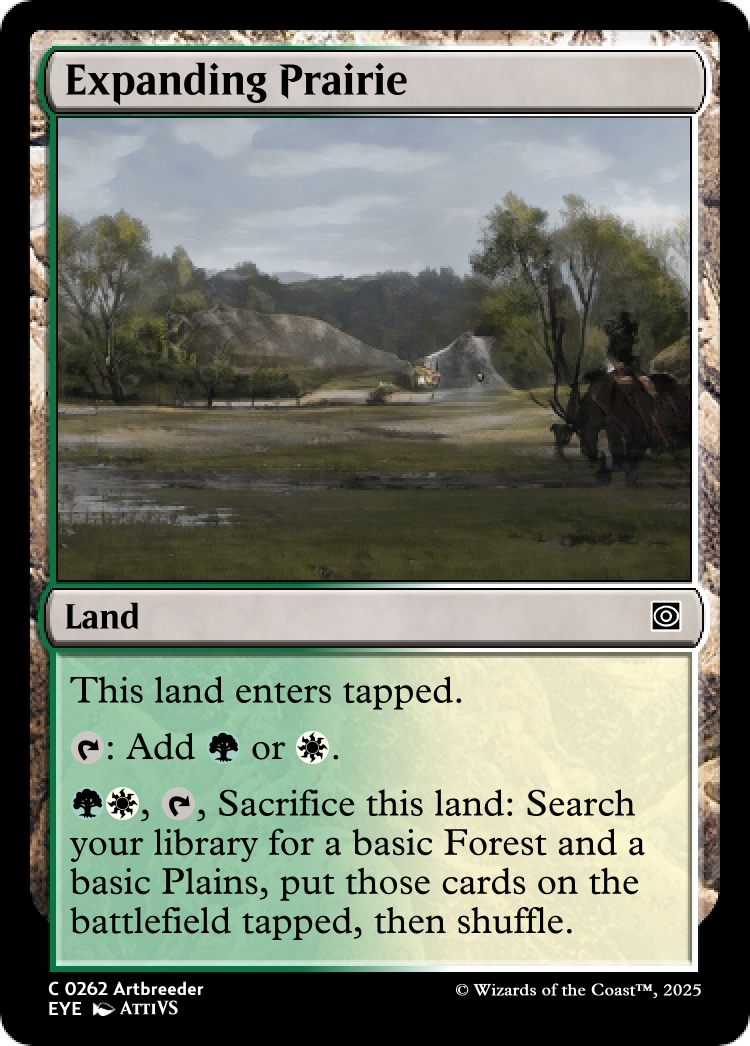 Expanding Prairie
Land
This land enters tapped.
: Add or .
, , Sacrifice this land: Search
your library for a basic Forest and a
basic Plains, put those cards on the
battlefield tapped, then shuffle.
C 0262 Artbreeder
EYE AttiVS
© Wizards of the Coast™, 2025